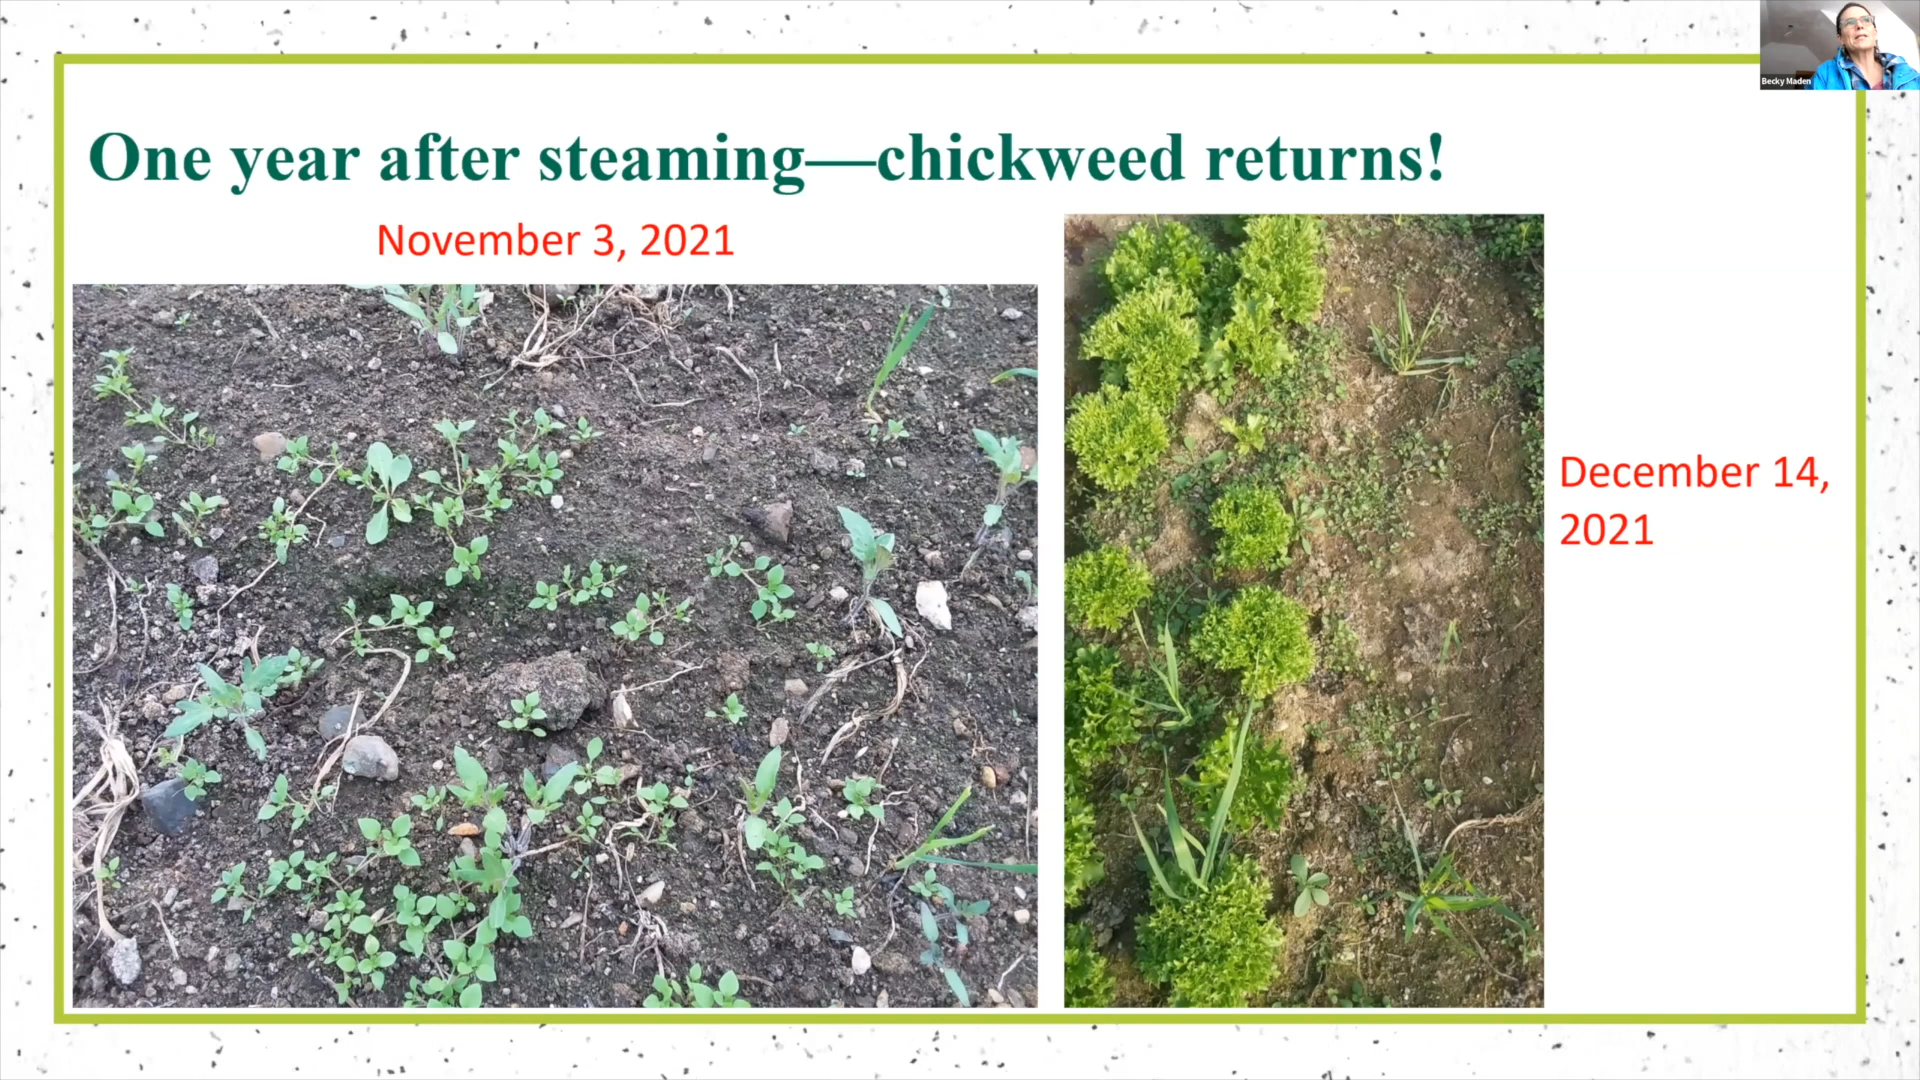 Becky Maden
One year after steaming—chickweed returns!
November 3, 2021
December 14,
2021